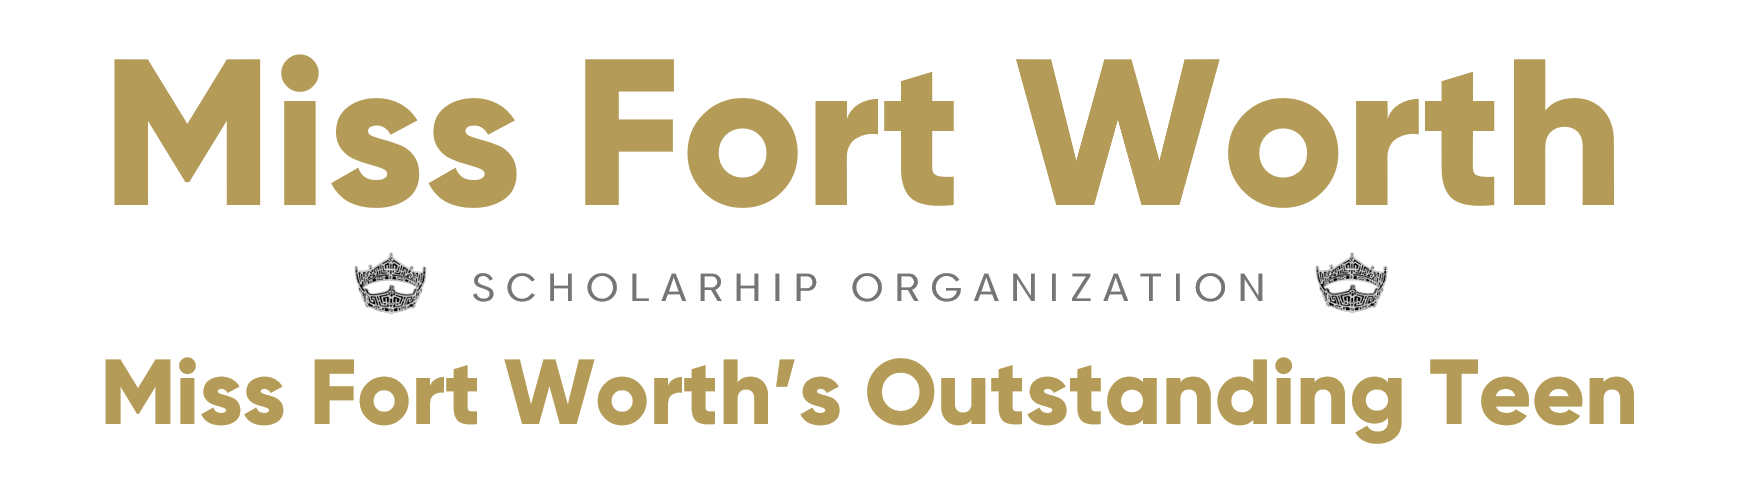 Miss Fort Worth
SCHOLARHIP ORGANIZATION
Miss Fort Worth’s Outstanding Teen